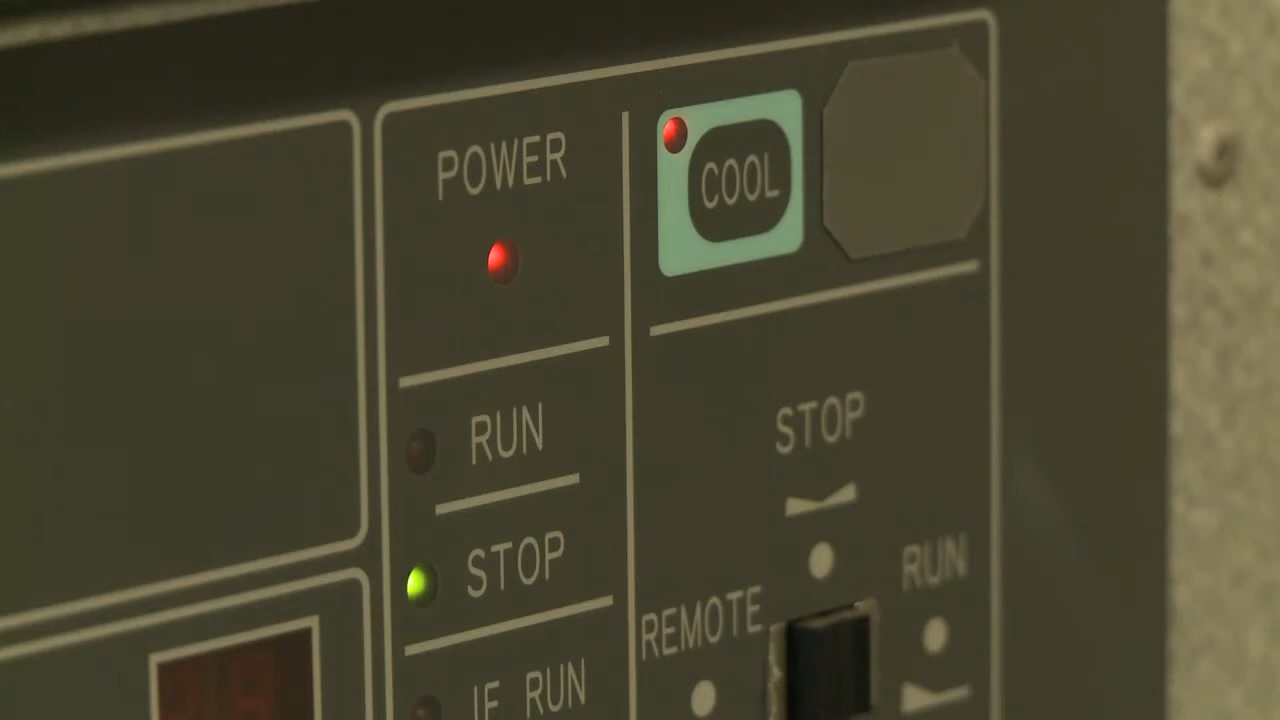 POWER
COOL
RUN
STOP
STOP
RUN
REMOTE
IF RUN